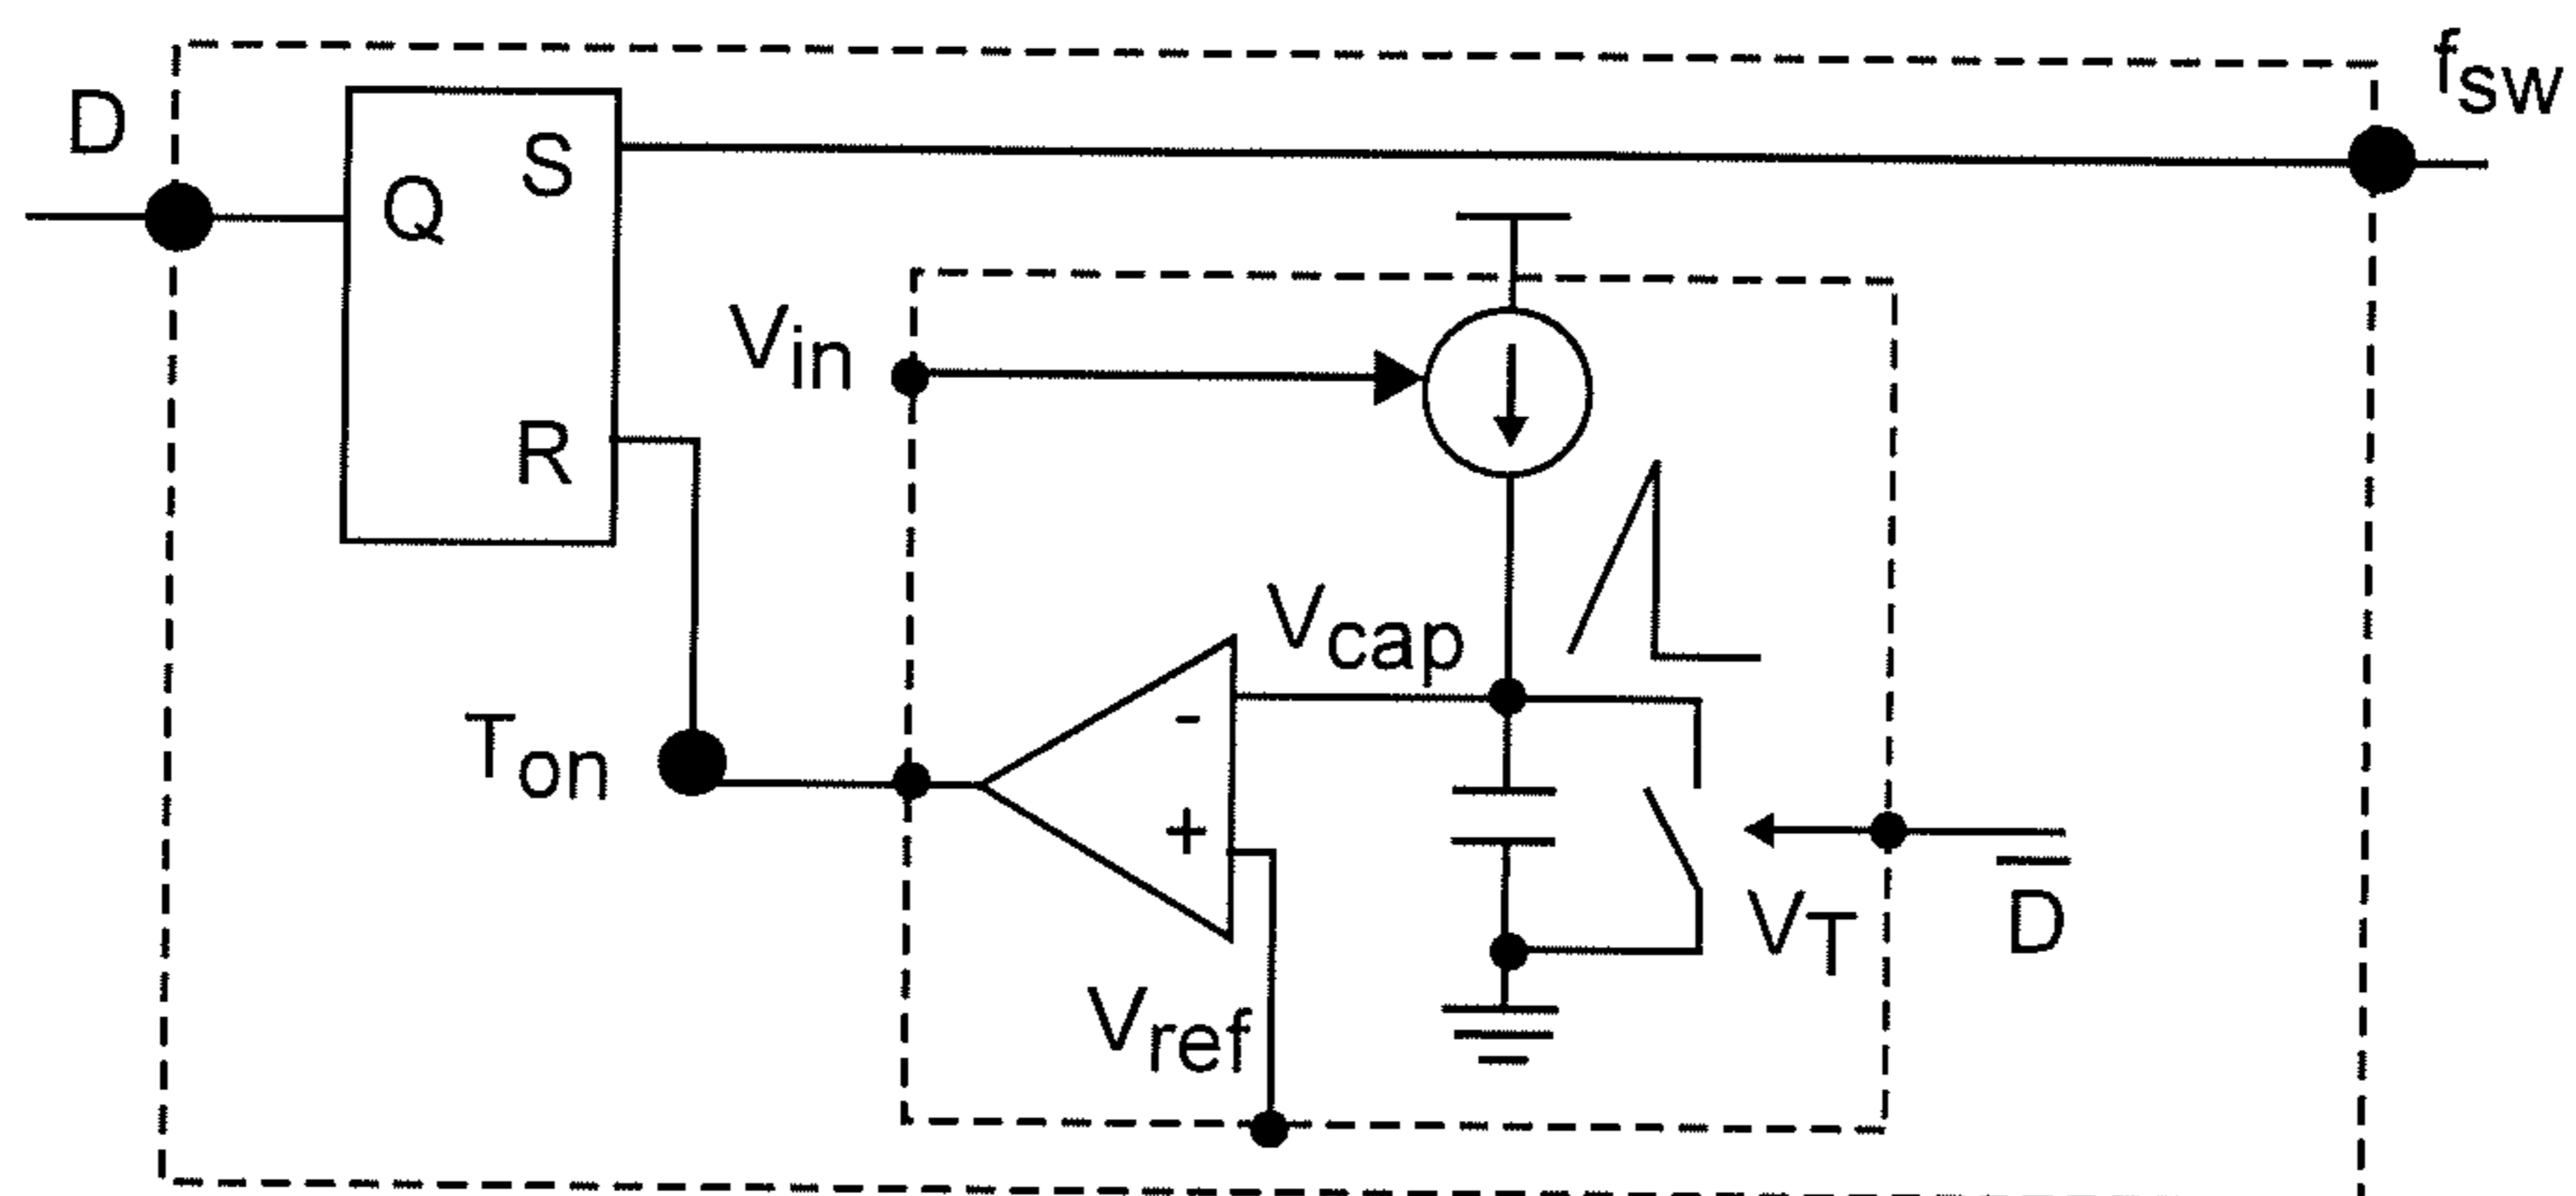 D
f_sw
S
Q
V_in
R
V_cap
T_on
-
+
V_T
D̅
V_ref